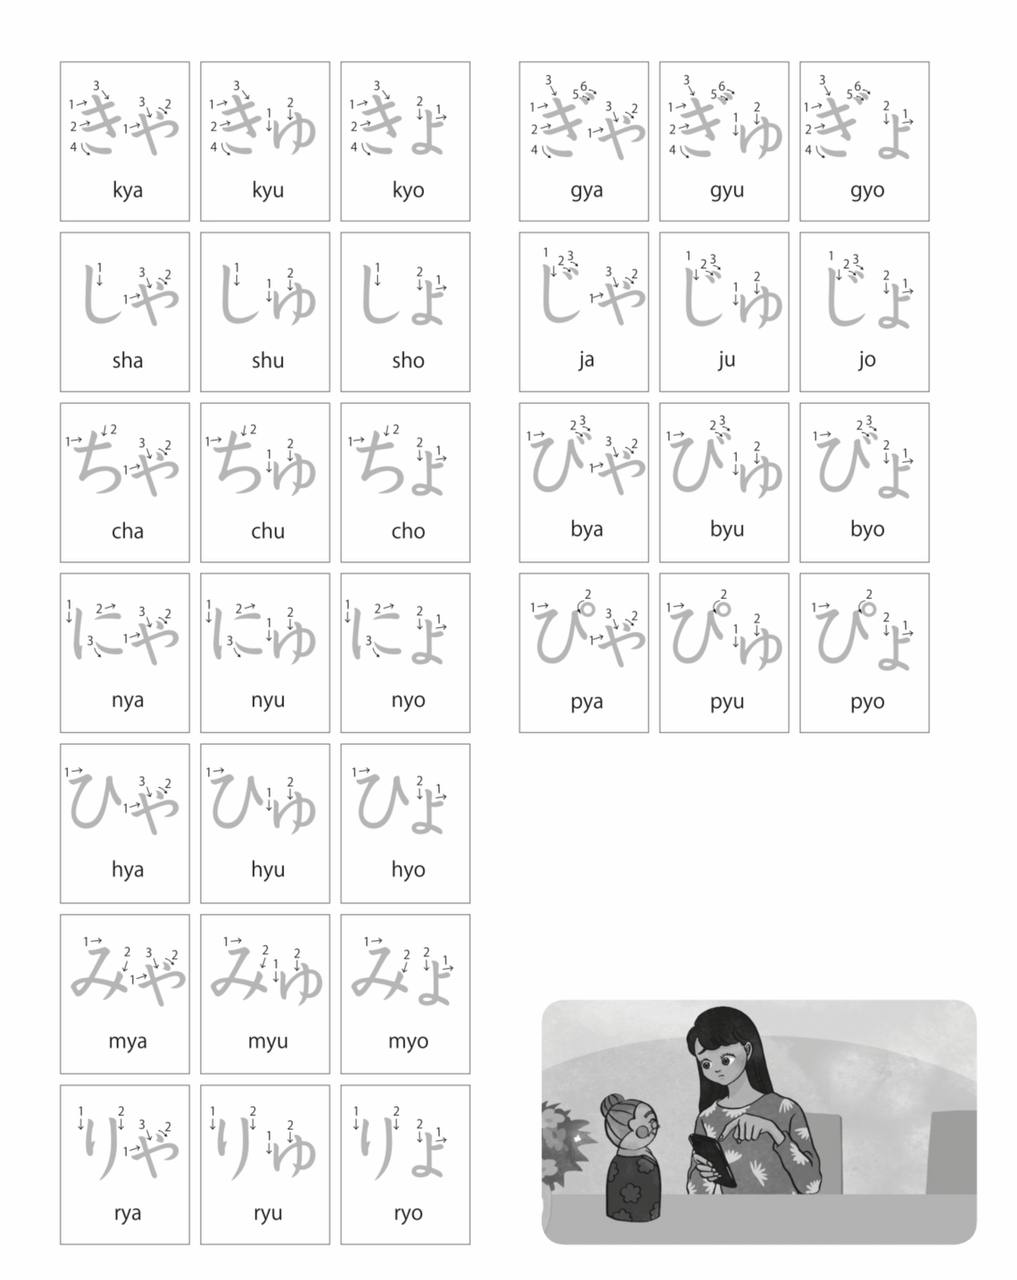 きゃ きゅ きょ
kya kyu kyo
しゃ しゅ しょ
sha shu sho
ちゃ ちゅ ちょ
cha chu cho
にゃ にゅ にょ
nya nyu nyo
ひゃ ひゅ ひょ
hya hyu hyo
みゃ みゅ みょ
mya myu myo
りゃ りゅ りょ
rya ryu ryo
ぎゃ ぎゅ ぎょ
gya gyu gyo
じゃ じゅ じょ
ja ju jo
びゃ びゅ びょ
bya byu byo
ぴゃ ぴゅ ぴょ
pya pyu pyo